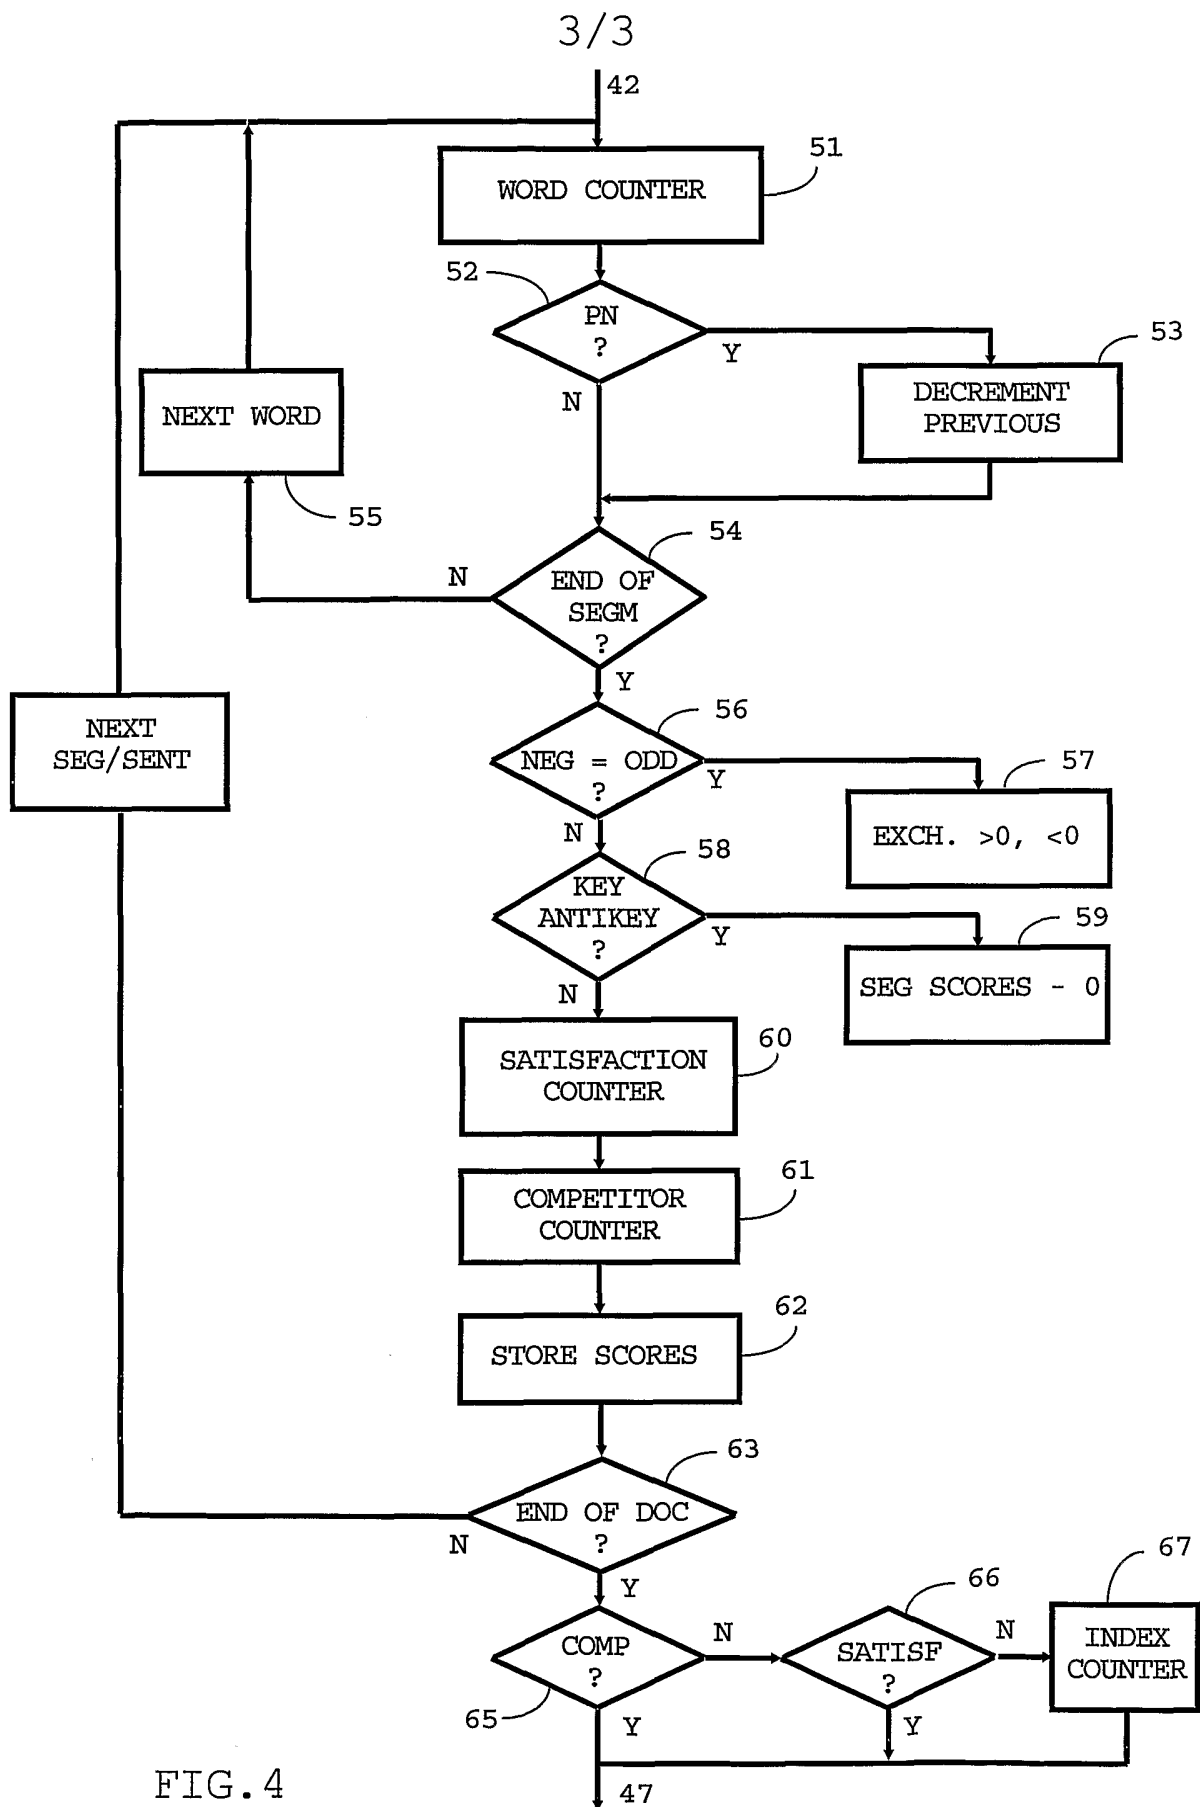 3/3
42
51
WORD COUNTER
52
PN
?
Y
N
53
DECREMENT
PREVIOUS
NEXT WORD
55
54
N
END OF
SEGM
?
Y
NEXT
SEG/SENT
56
NEG = ODD
?
Y
N
57
EXCH. >0, <0
58
KEY
ANTIKEY
?
Y
N
59
SEG SCORES - 0
60
SATISFACTION
COUNTER
61
COMPETITOR
COUNTER
62
STORE SCORES
63
END OF DOC
?
N
Y
65
COMP
?
N
Y
66
SATISF
?
N
Y
67
INDEX
COUNTER
47
FIG.4